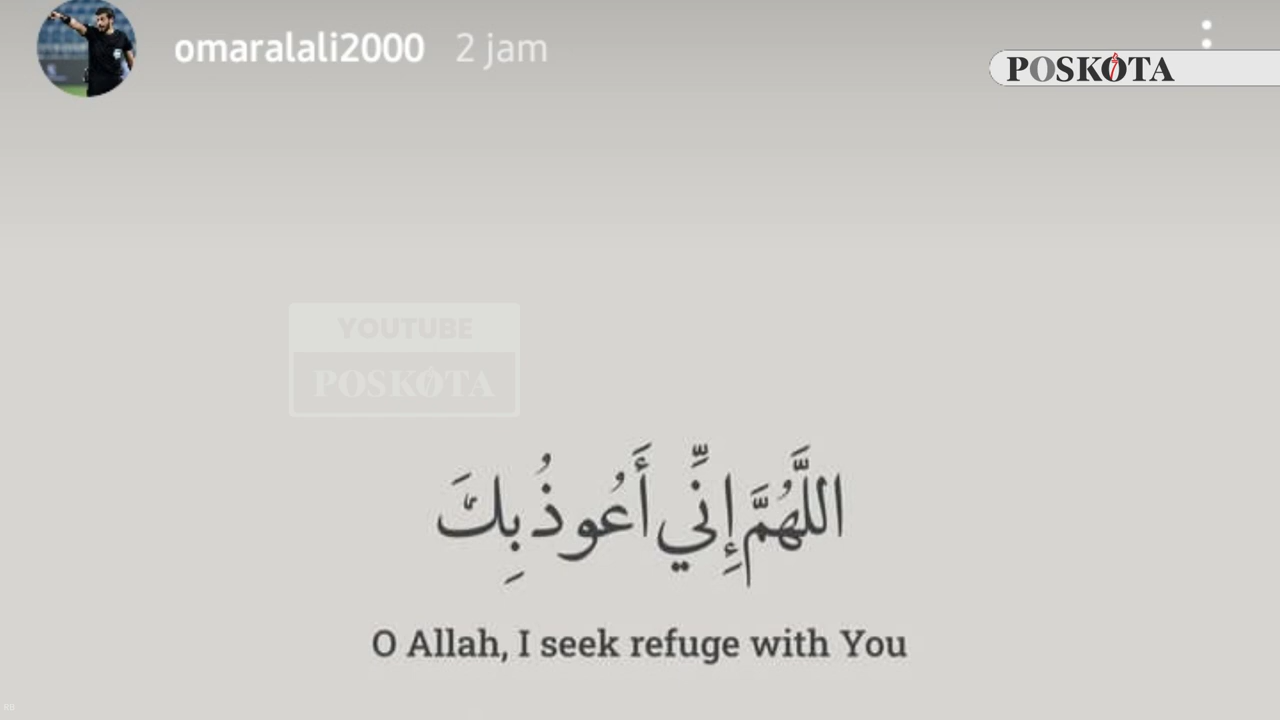 omaralali2000 2 jam
POSKOTA
YOUTUBE
POSKOTA
اللَّهُمَّ إِنِّي أَعُوذُ بِكَ
O Allah, I seek refuge with You